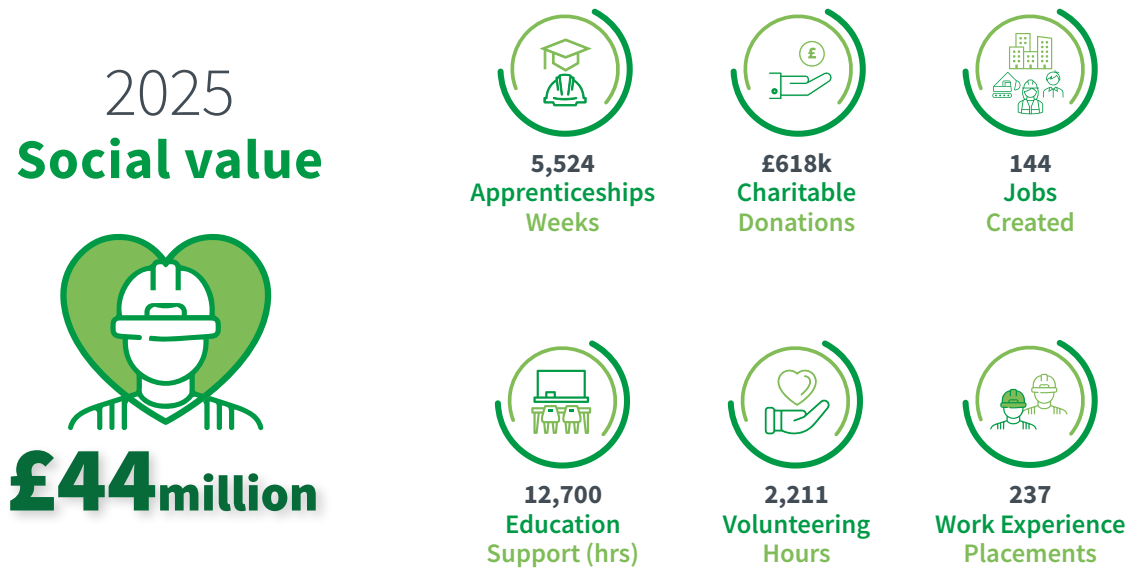 2025
Social value
£44million
£
5,524
Apprenticeships
Weeks
£618k
Charitable
Donations
144
Jobs
Created
12,700
Education
Support (hrs)
2,211
Volunteering
Hours
237
Work Experience
Placements